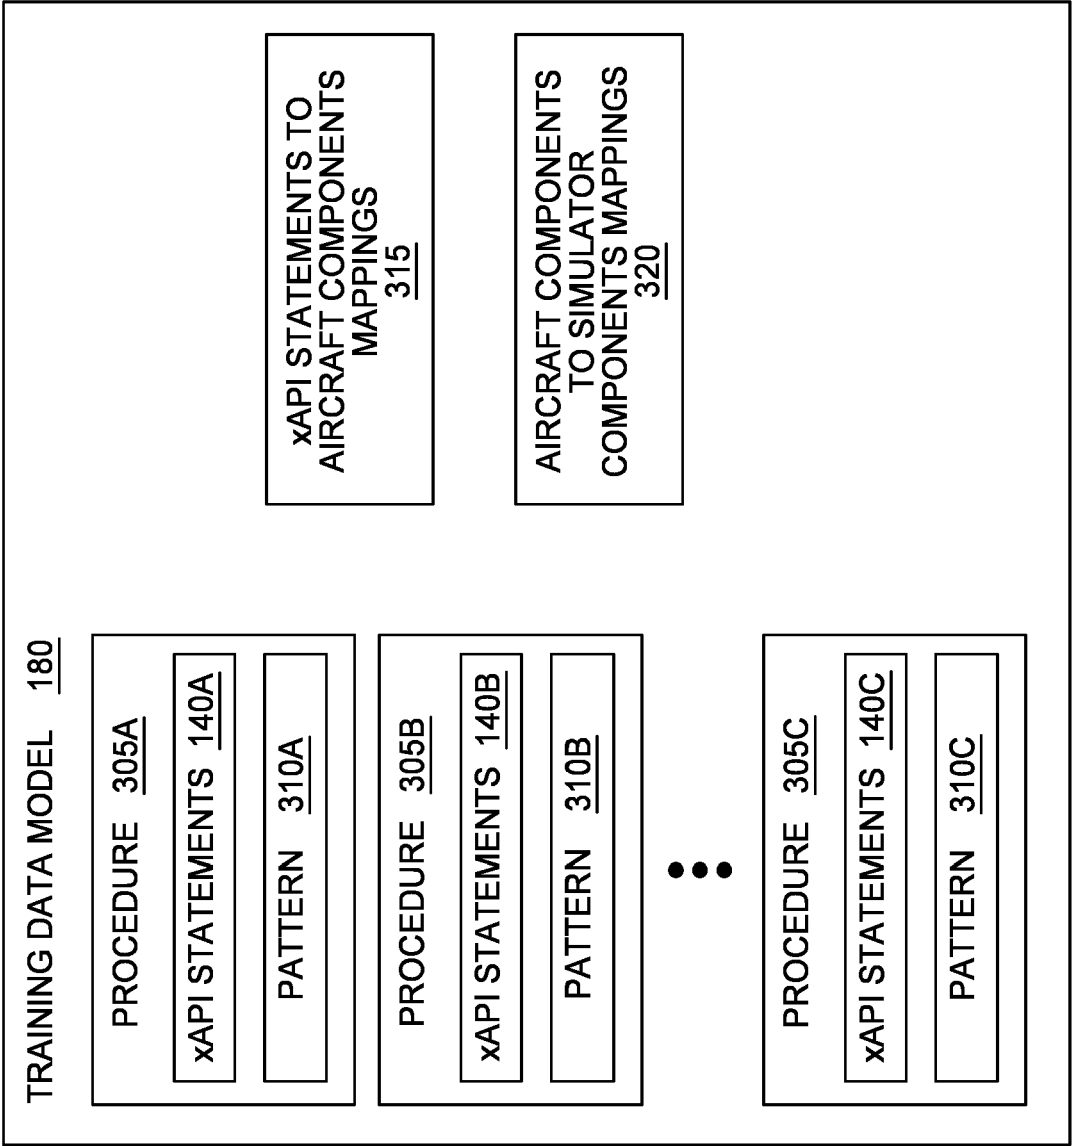 TRAINING DATA MODEL 180
PROCEDURE 305A
xAPI STATEMENTS 140A
PATTERN 310A
PROCEDURE 305B
xAPI STATEMENTS 140B
PATTERN 310B
PROCEDURE 305C
xAPI STATEMENTS 140C
PATTERN 310C
xAPI STATEMENTS TO
AIRCRAFT COMPONENTS
MAPPINGS
315
AIRCRAFT COMPONENTS
TO SIMULATOR
COMPONENTS MAPPINGS
320